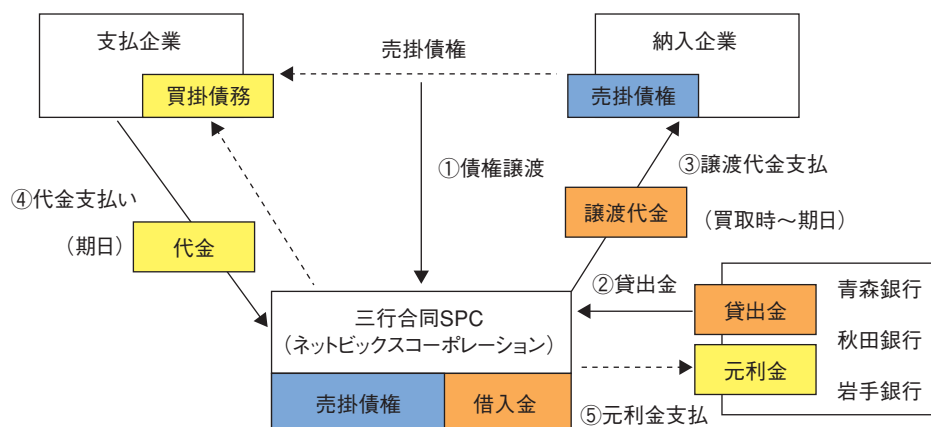 支払企業
買掛債務
売掛債権
納入企業
売掛債権
①債権譲渡
③譲渡代金支払
譲渡代金
（買取時～期日）
④代金支払い
（期日）
代金
②貸出金
三行合同SPC
（ネットビックスコーポレーション）
売掛債権
借入金
貸出金
元利金
青森銀行
秋田銀行
岩手銀行
⑤元利金支払